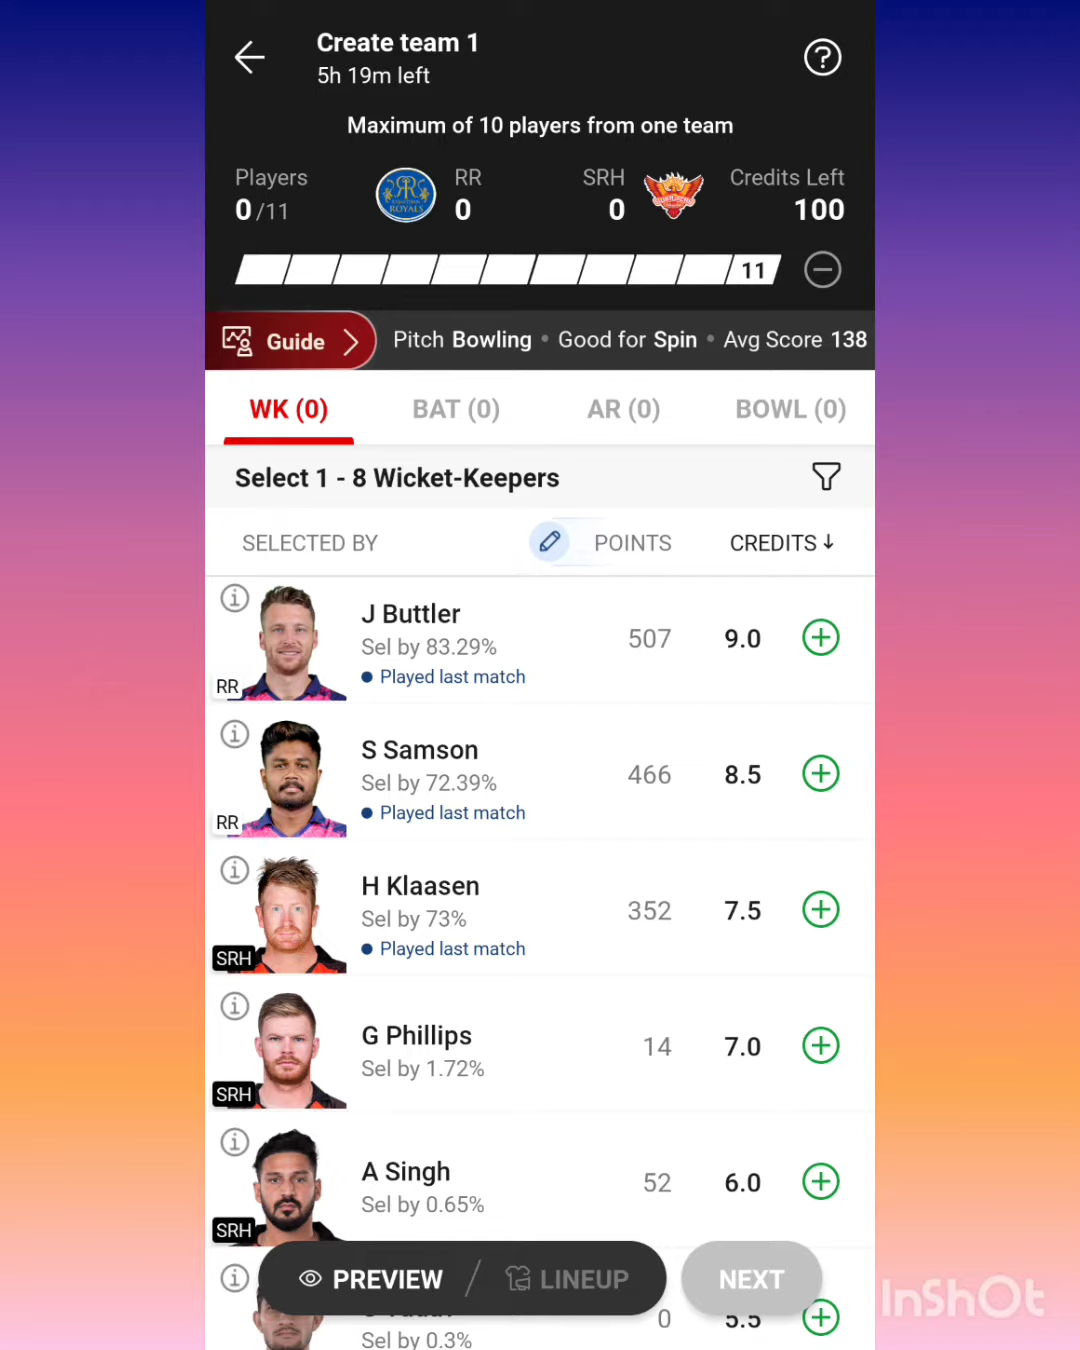 Create team 1
5h 19m left
Maximum of 10 players from one team
Players RR SRH Credits Left
0/11 0 0 100
ROYALS
11
Guide Pitch Bowling • Good for Spin • Avg Score 138
WK (0) BAT (0) AR (0) BOWL (0)
Select 1 - 8 Wicket-Keepers
SELECTED BY POINTS CREDITS ↓
J Buttler
Sel by 83.29% 507 9.0
Played last match
RR
S Samson
Sel by 72.39% 466 8.5
Played last match
RR
H Klaasen
Sel by 73% 352 7.5
Played last match
SRH
G Phillips
Sel by 1.72% 14 7.0
SRH
A Singh
Sel by 0.65% 52 6.0
SRH
PREVIEW / LINEUP NEXT
0 5.5
Sel by 0.3%
InShOt